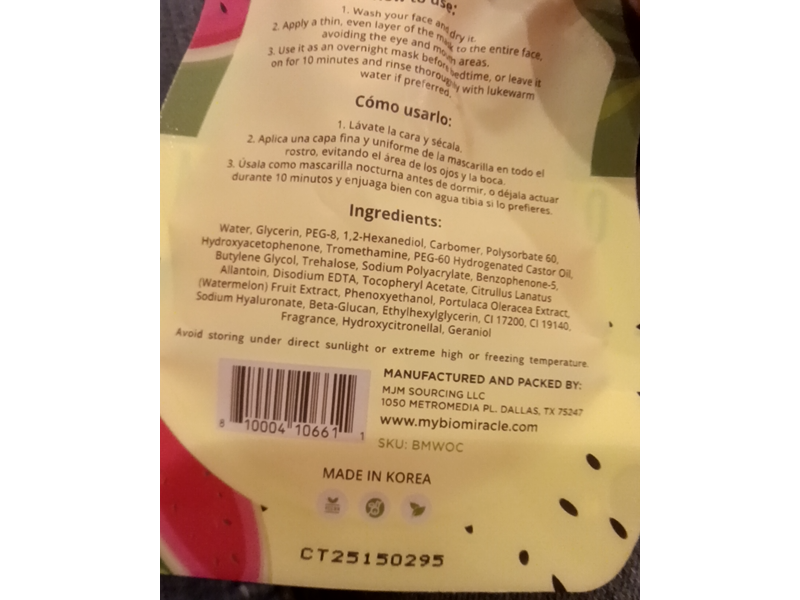 to use:
1. Wash your face and dry it.
2. Apply a thin, even layer of the mask to the entire face,
avoiding the eye and mouth areas.
3. Use it as an overnight mask before bedtime, or leave it
on for 10 minutes and rinse thoroughly with lukewarm
water if preferred.
Cómo usarlo:
1. Lávate la cara y sécala.
2. Aplica una capa fina y uniforme de la mascarilla en todo el
rostro, evitando el área de los ojos y la boca.
3. Úsala como mascarilla nocturna antes de dormir, o déjala actuar
durante 10 minutos y enjuaga bien con agua tibia si lo prefieres.
Ingredients:
Water, Glycerin, PEG-8, 1,2-Hexanediol, Carbomer, Polysorbate 60,
Hydroxyacetophenone, Tromethamine, PEG-60 Hydrogenated Castor Oil,
Butylene Glycol, Trehalose, Sodium Polyacrylate, Benzophenone-5,
Allantoin, Disodium EDTA, Tocopheryl Acetate, Citrullus Lanatus
(Watermelon) Fruit Extract, Phenoxyethanol, Portulaca Oleracea Extract,
Sodium Hyaluronate, Beta-Glucan, Ethylhexylglycerin, CI 17200, CI 19140,
Fragrance, Hydroxycitronellal, Geraniol
Avoid storing under direct sunlight or extreme high or freezing temperature.
8 10004 10661 1
MANUFACTURED AND PACKED BY:
MJM SOURCING LLC
1050 METROMEDIA PL. DALLAS, TX 75247
www.mybiomiracle.com
SKU: BMWOC
MADE IN KOREA
CT25150295